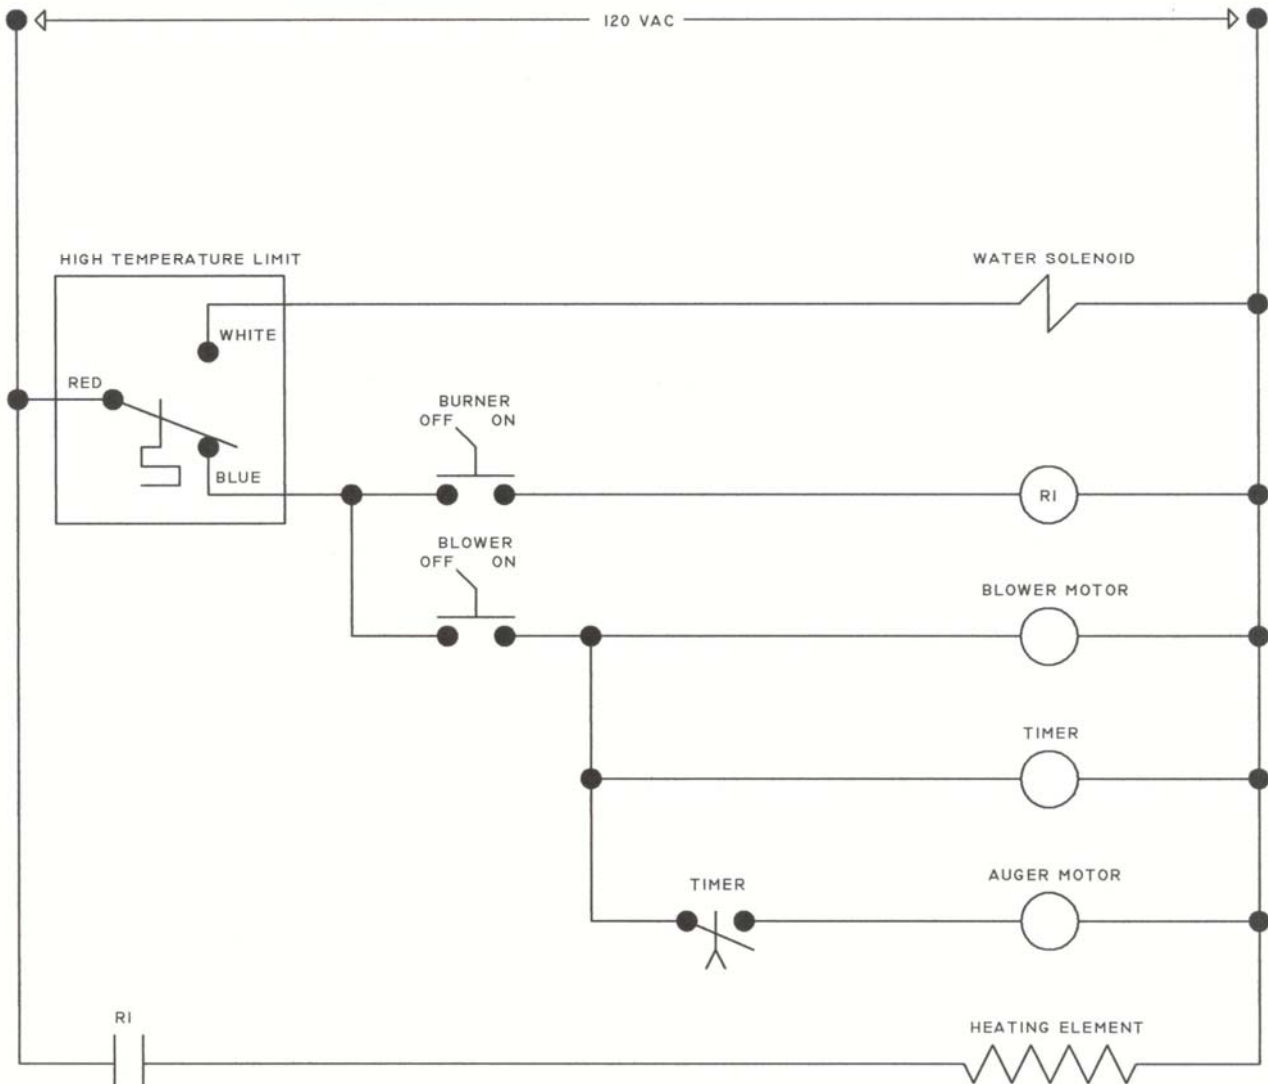 120 VAC
HIGH TEMPERATURE LIMIT
WATER SOLENOID
WHITE
RED
BURNER
OFF ON
BLUE
R1
BLOWER
OFF ON
BLOWER MOTOR
TIMER
TIMER
AUGER MOTOR
R1
HEATING ELEMENT